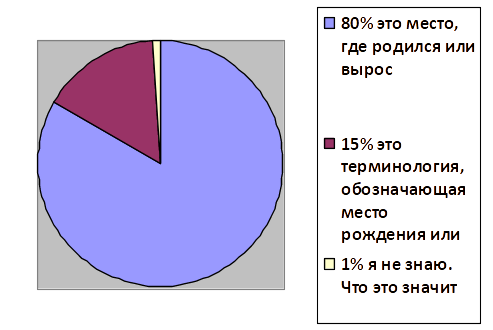 80% это место,
где родился или
вырос
15% это
терминология,
обозначающая
место
рождения или
1% я не знаю.
Что это значит